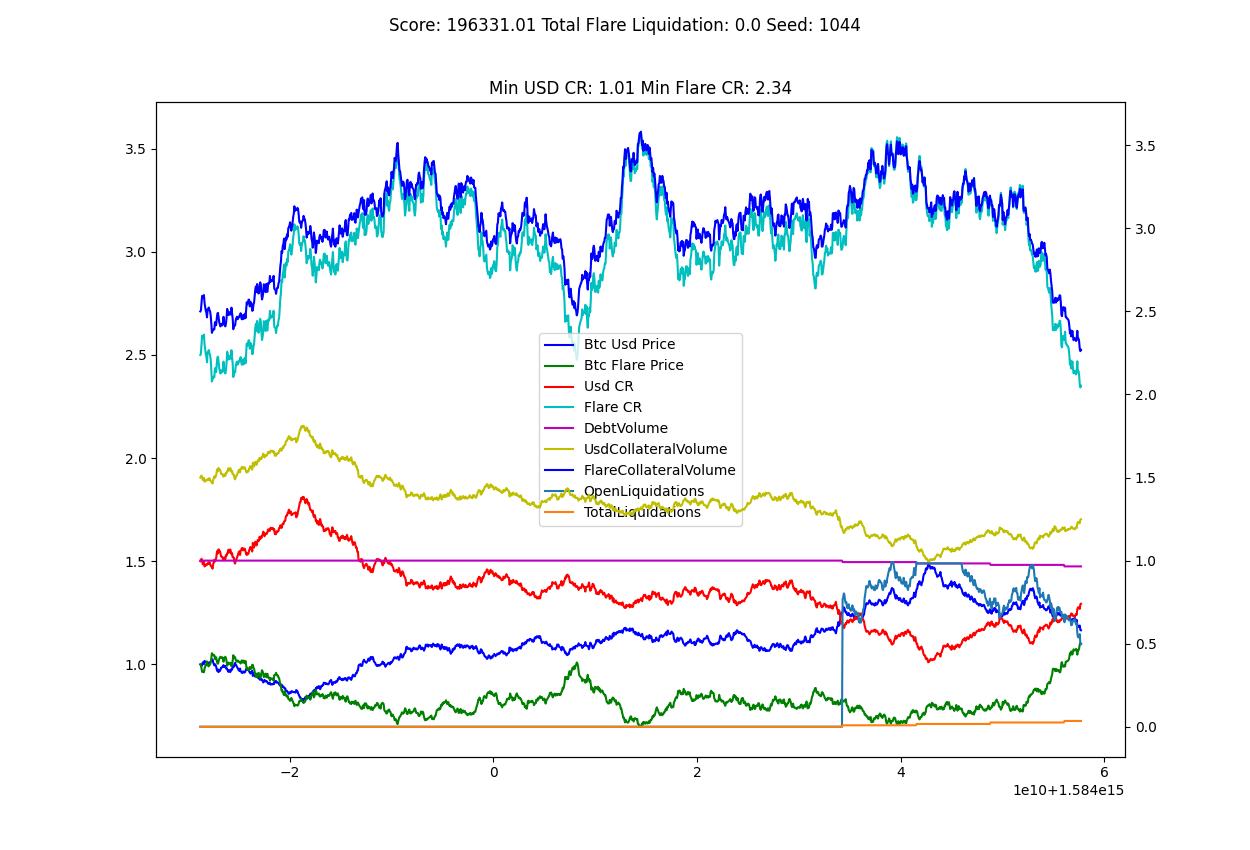 Score: 196331.01 Total Flare Liquidation: 0.0 Seed: 1044
Min USD CR: 1.01 Min Flare CR: 2.34
3.5
3.0
2.5
2.0
1.5
1.0
Btc Usd Price
Btc Flare Price
Usd CR
Flare CR
DebtVolume
UsdCollateralVolume
FlareCollateralVolume
OpenLiquidations
TotalLiquidations
3.5
3.0
2.5
2.0
1.5
1.0
0.5
0.0
−2 0 2 4 6
1e10+1.584e15